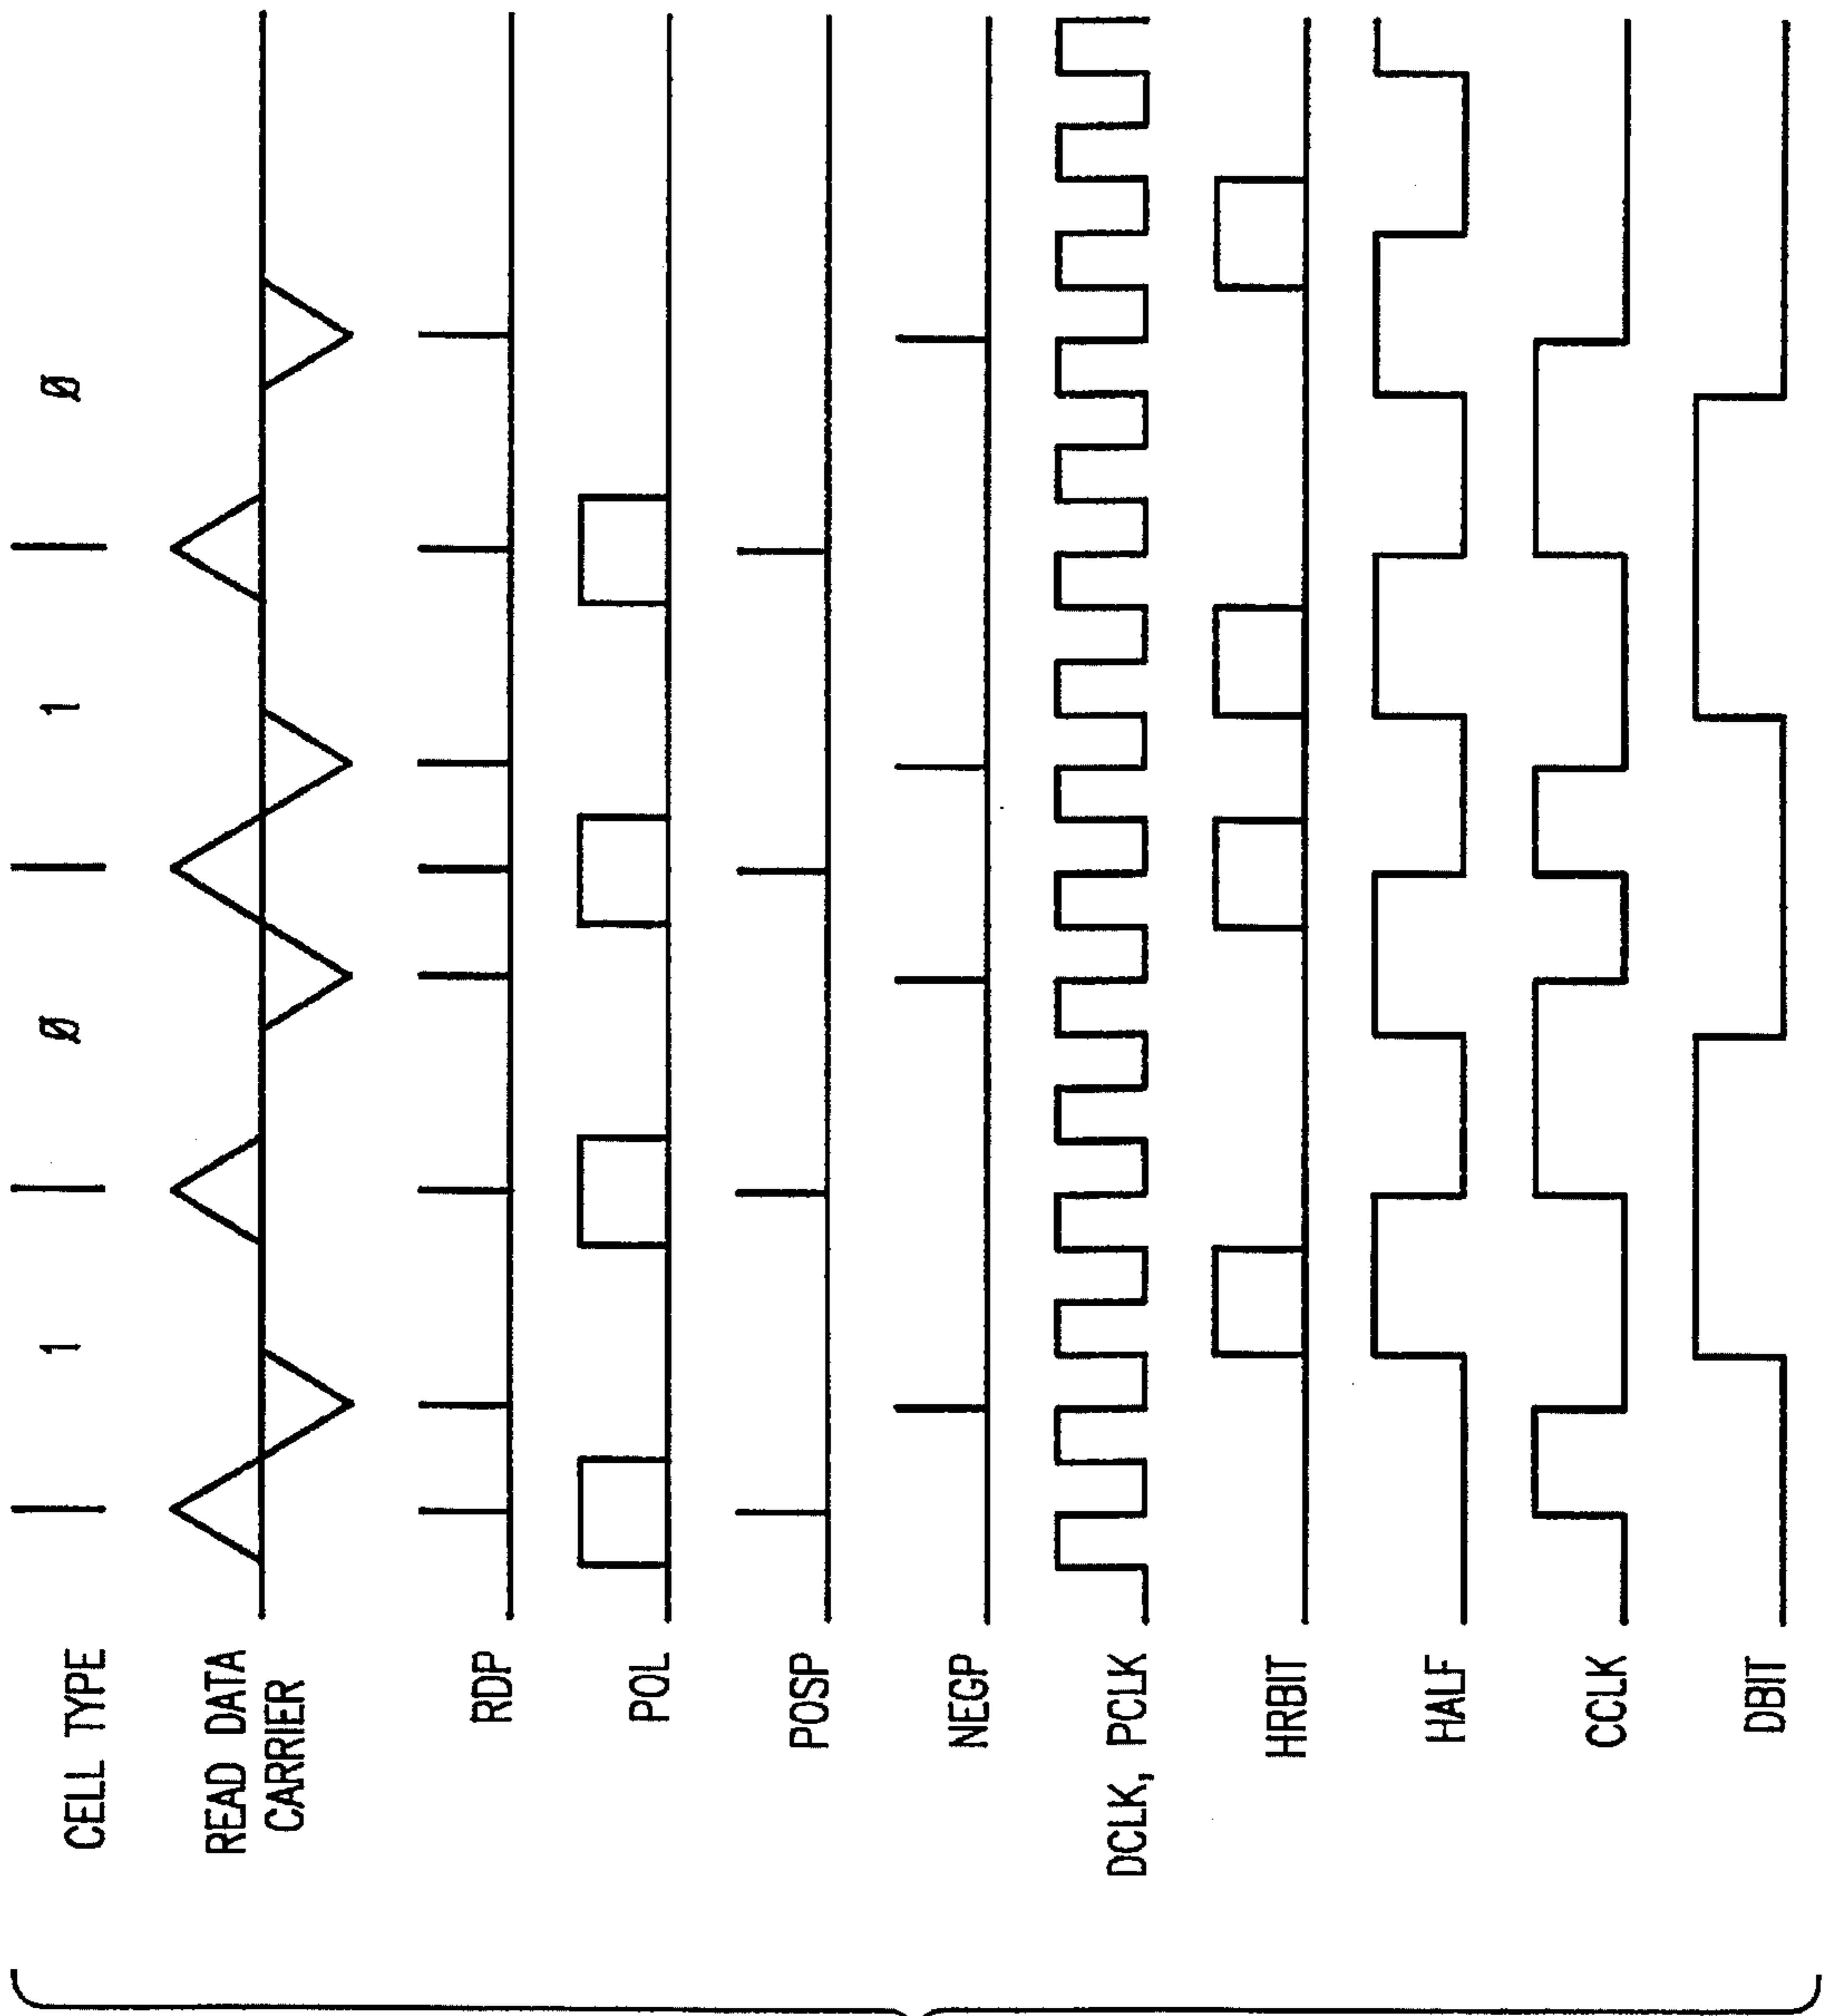 CELL TYPE 1 Ø 1 Ø
READ DATA
CARRIER
RDP
POL
POSP
NEGP
DCLK, PCLK
HRBIT
HALF
CCLK
DBIT